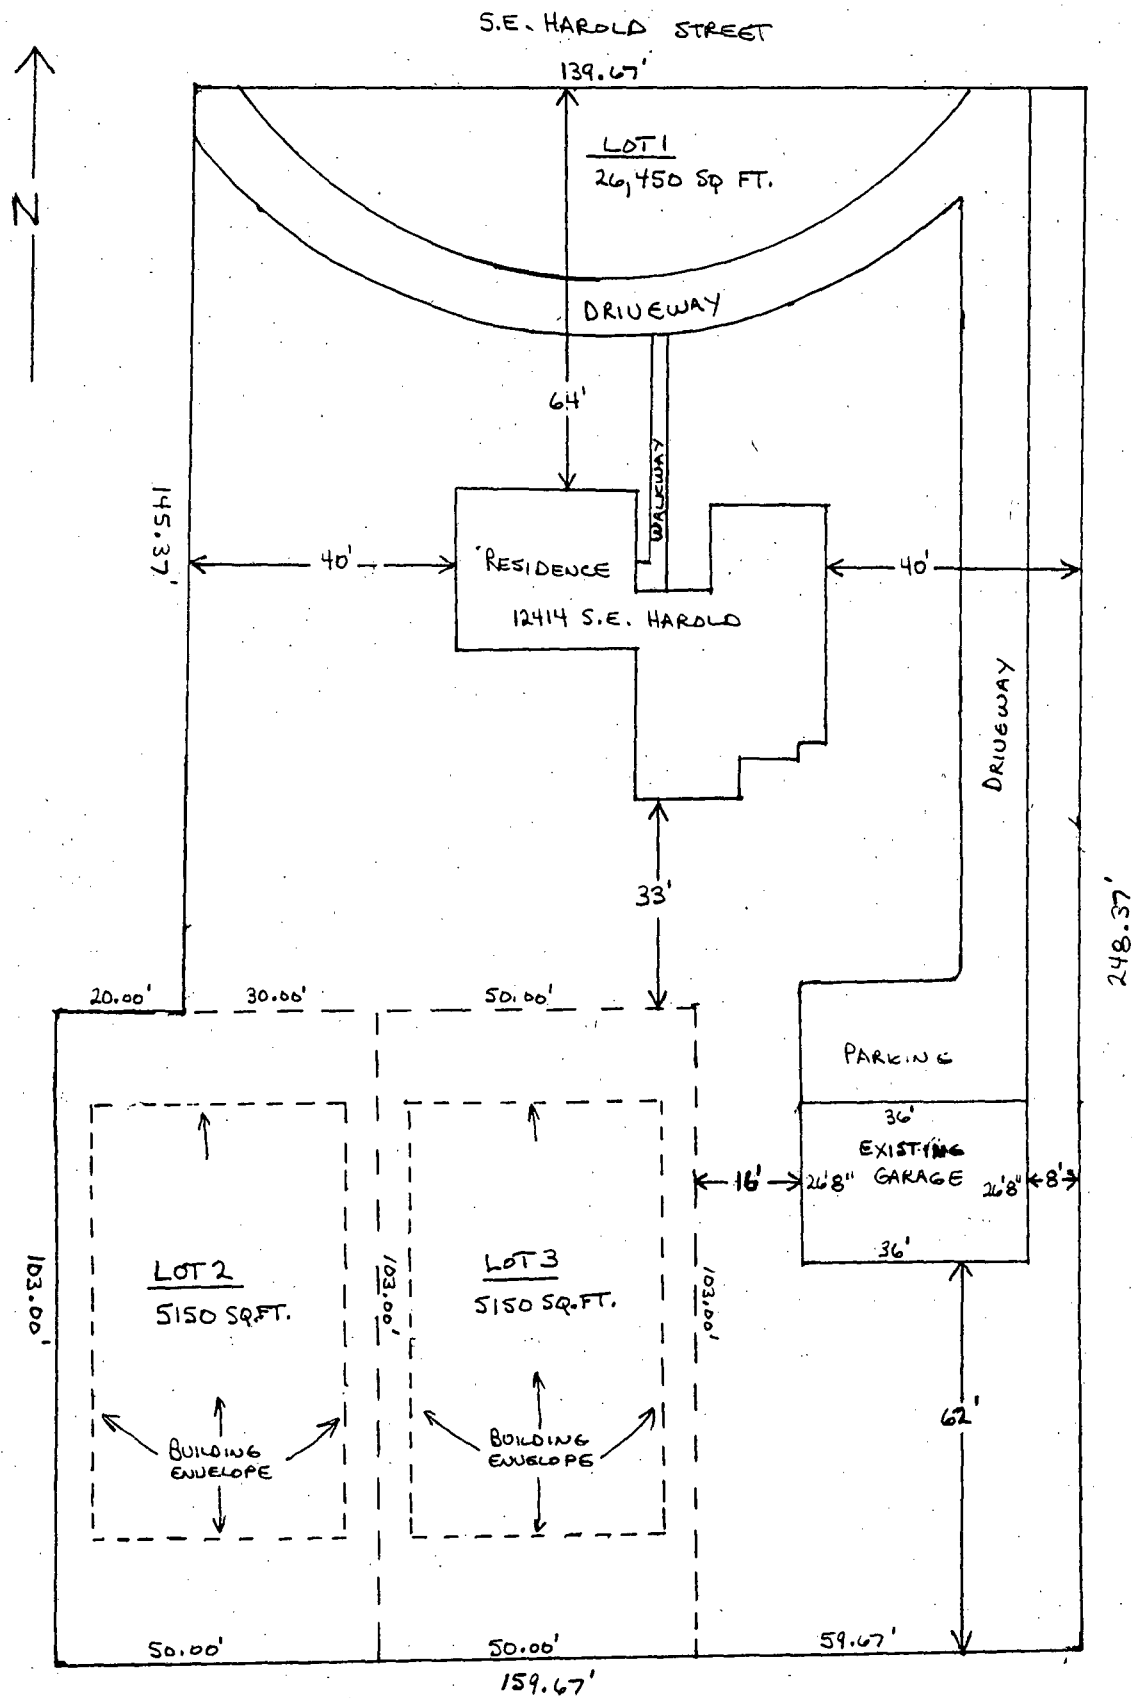 S.E. HAROLD STREET
139.67'
N
LOT 1
26,450 SQ FT.
DRIVEWAY
64'
WALKWAY
145.37'
40'
RESIDENCE
40'
12414 S.E. HAROLD
DRIVEWAY
33'
248.37'
20.00'
30.00'
50.00'
PARKING
36'
EXISTING
GARAGE
16'
26'8"
26'8"
8'
36'
103.00'
LOT 2
5150 SQ.FT.
103.00'
LOT 3
5150 SQ.FT.
103.00'
62'
BUILDING
ENVELOPE
BUILDING
ENVELOPE
50.00'
50.00'
59.67'
159.67'